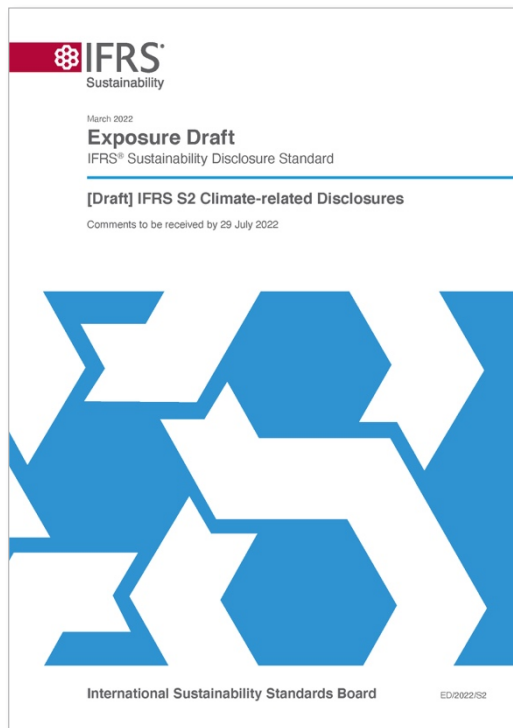 IFRS®
Sustainability
March 2022
Exposure Draft
IFRS® Sustainability Disclosure Standard
[Draft] IFRS S2 Climate-related Disclosures
Comments to be received by 29 July 2022
International Sustainability Standards Board
ED/2022/S2